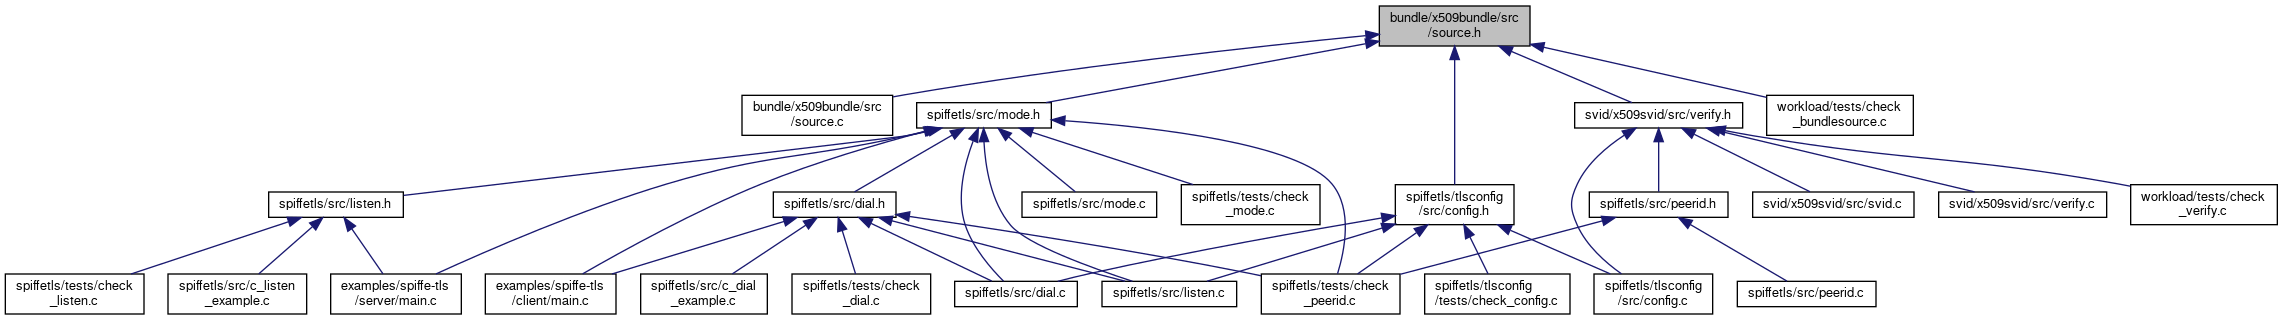 bundle/x509bundle/src
/source.h
bundle/x509bundle/src
/source.c
spiffetls/src/mode.h
svid/x509svid/src/verify.h
workload/tests/check
_bundlesource.c
spiffetls/src/listen.h
spiffetls/src/dial.h
spiffetls/src/mode.c
spiffetls/tests/check
_mode.c
spiffetls/tlsconfig
/src/config.h
spiffetls/src/peerid.h
svid/x509svid/src/svid.c
svid/x509svid/src/verify.c
workload/tests/check
_verify.c
spiffetls/tests/check
_listen.c
spiffetls/src/c_listen
_example.c
examples/spiffe-tls
/server/main.c
examples/spiffe-tls
/client/main.c
spiffetls/src/c_dial
_example.c
spiffetls/tests/check
_dial.c
spiffetls/src/dial.c
spiffetls/src/listen.c
spiffetls/tests/check
_peerid.c
spiffetls/tlsconfig
/tests/check_config.c
spiffetls/tlsconfig
/src/config.c
spiffetls/src/peerid.c